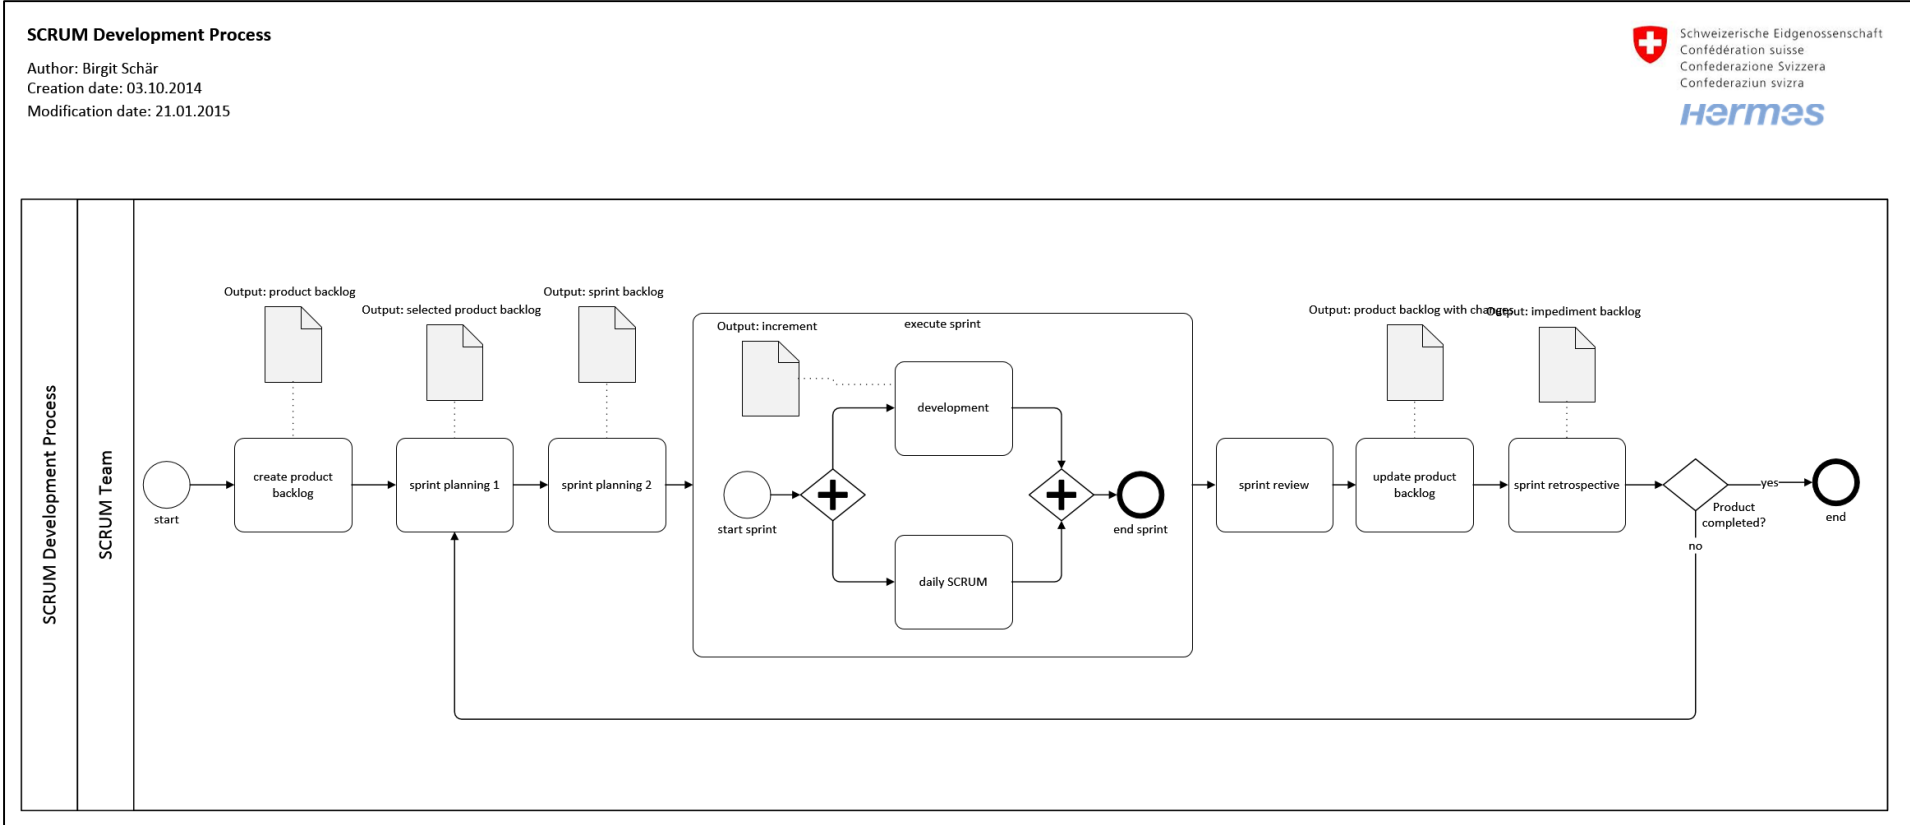 SCRUM Development Process
Author: Birgit Schär
Creation date: 03.10.2014
Modification date: 21.01.2015
Schweizerische Eidgenossenschaft
Confédération suisse
Confederazione Svizzera
Confederaziun svizra
Hermes
SCRUM Development Process
SCRUM Team
start
Output: product backlog
create product
backlog
Output: selected product backlog
sprint planning 1
Output: sprint backlog
sprint planning 2
execute sprint
Output: increment
start sprint
development
daily SCRUM
end sprint
sprint review
Output: product backlog with changes
update product
backlog
Output: impediment backlog
sprint retrospective
Product
completed?
yes
no
end